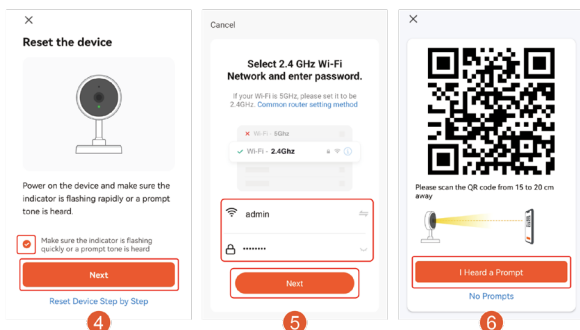 Reset the device
Power on the device and make sure the
indicator is flashing rapidly or a prompt
tone is heard.
Make sure the indicator is flashing
quickly or a prompt tone is heard
Next
Reset Device Step by Step
4
Cancel
Select 2.4 GHz Wi-Fi
Network and enter password.
If your Wi-Fi is 5GHz, please set it to be
2.4GHz. Common router setting method
Wi-Fi - 5Ghz
Wi-Fi - 2.4Ghz
admin
••••••••
Next
5
Please scan the QR code from 15 to 20 cm
away
I Heard a Prompt
No Prompts
6